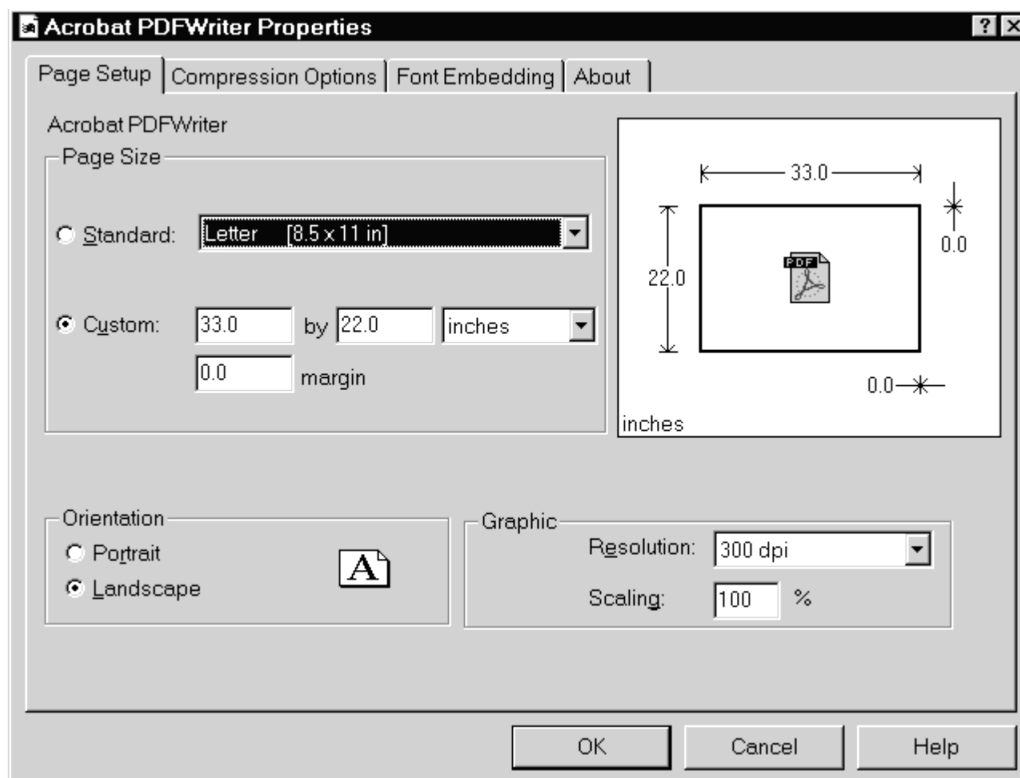 Acrobat PDFWriter Properties
Page Setup Compression Options Font Embedding About
Acrobat PDFWriter
Page Size
Standard: Letter [8.5 x 11 in]
Custom: 33.0 by 22.0 inches
0.0 margin
33.0
0.0
22.0
PDF
0.0
inches
Orientation
Portrait
Landscape
A
Graphic
Resolution: 300 dpi
Scaling: 100 %
OK Cancel Help